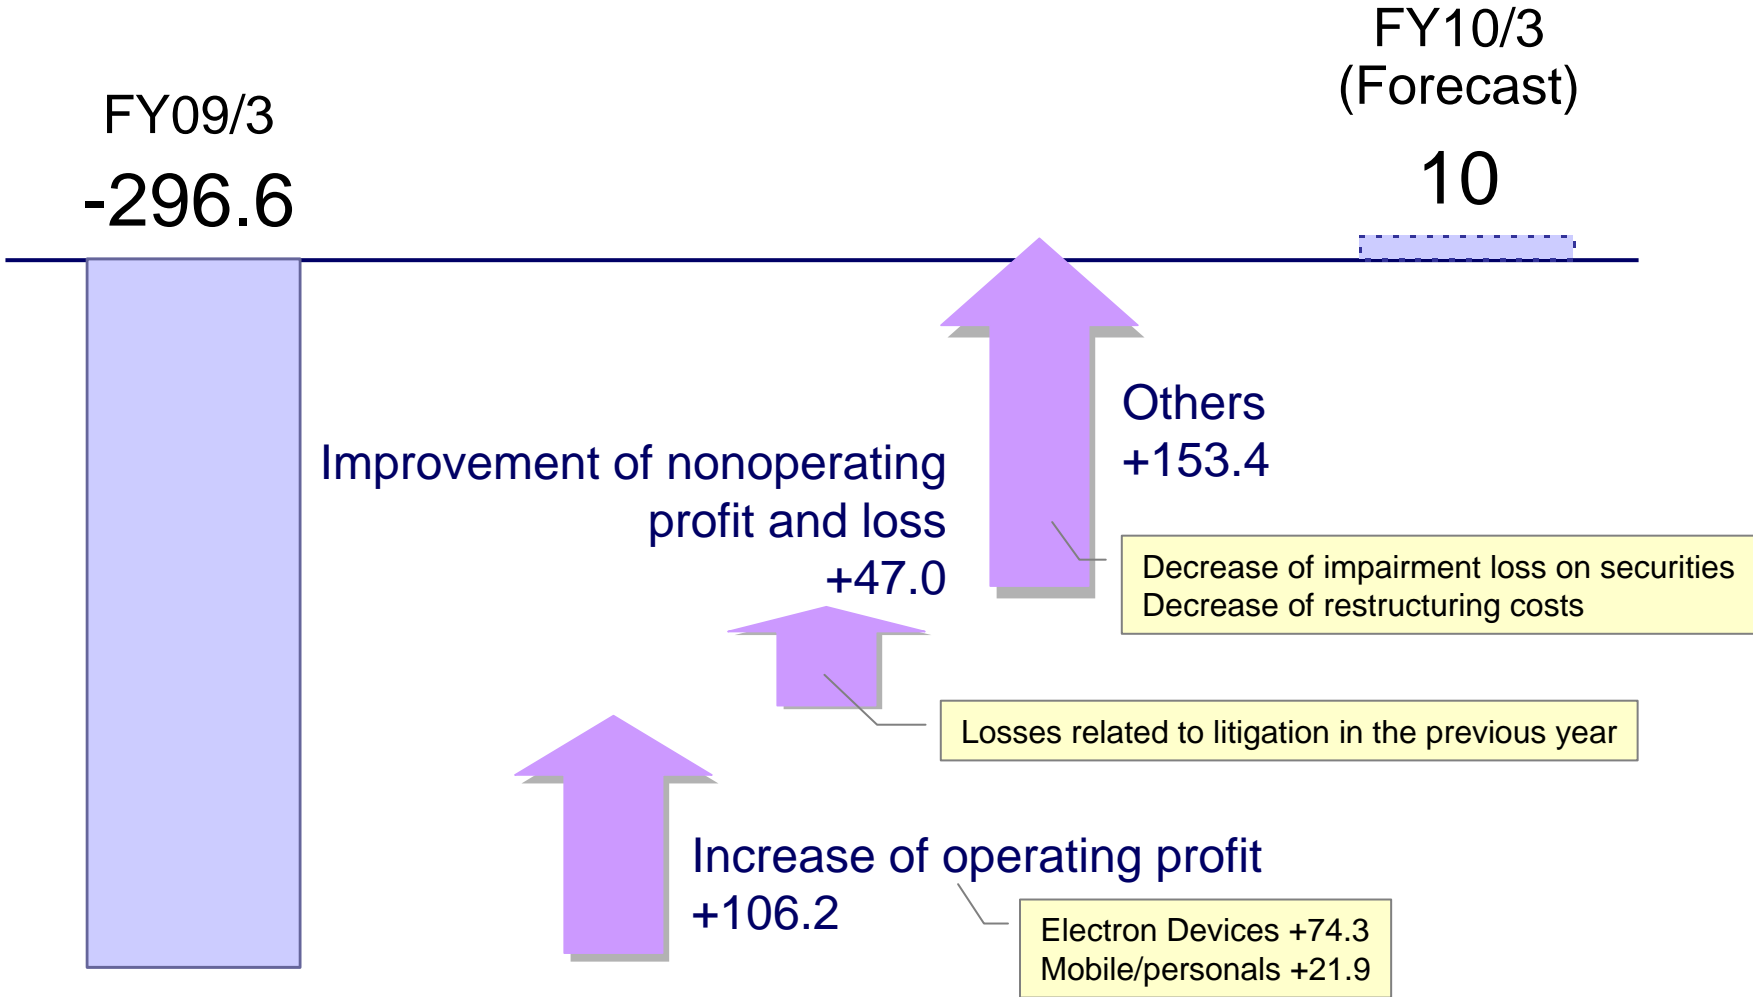 FY09/3
-296.6
FY10/3
(Forecast)
10
Others
+153.4
Improvement of nonoperating
profit and loss
+47.0
Decrease of impairment loss on securities
Decrease of restructuring costs
Losses related to litigation in the previous year
Increase of operating profit
+106.2
Electron Devices +74.3
Mobile/personals +21.9